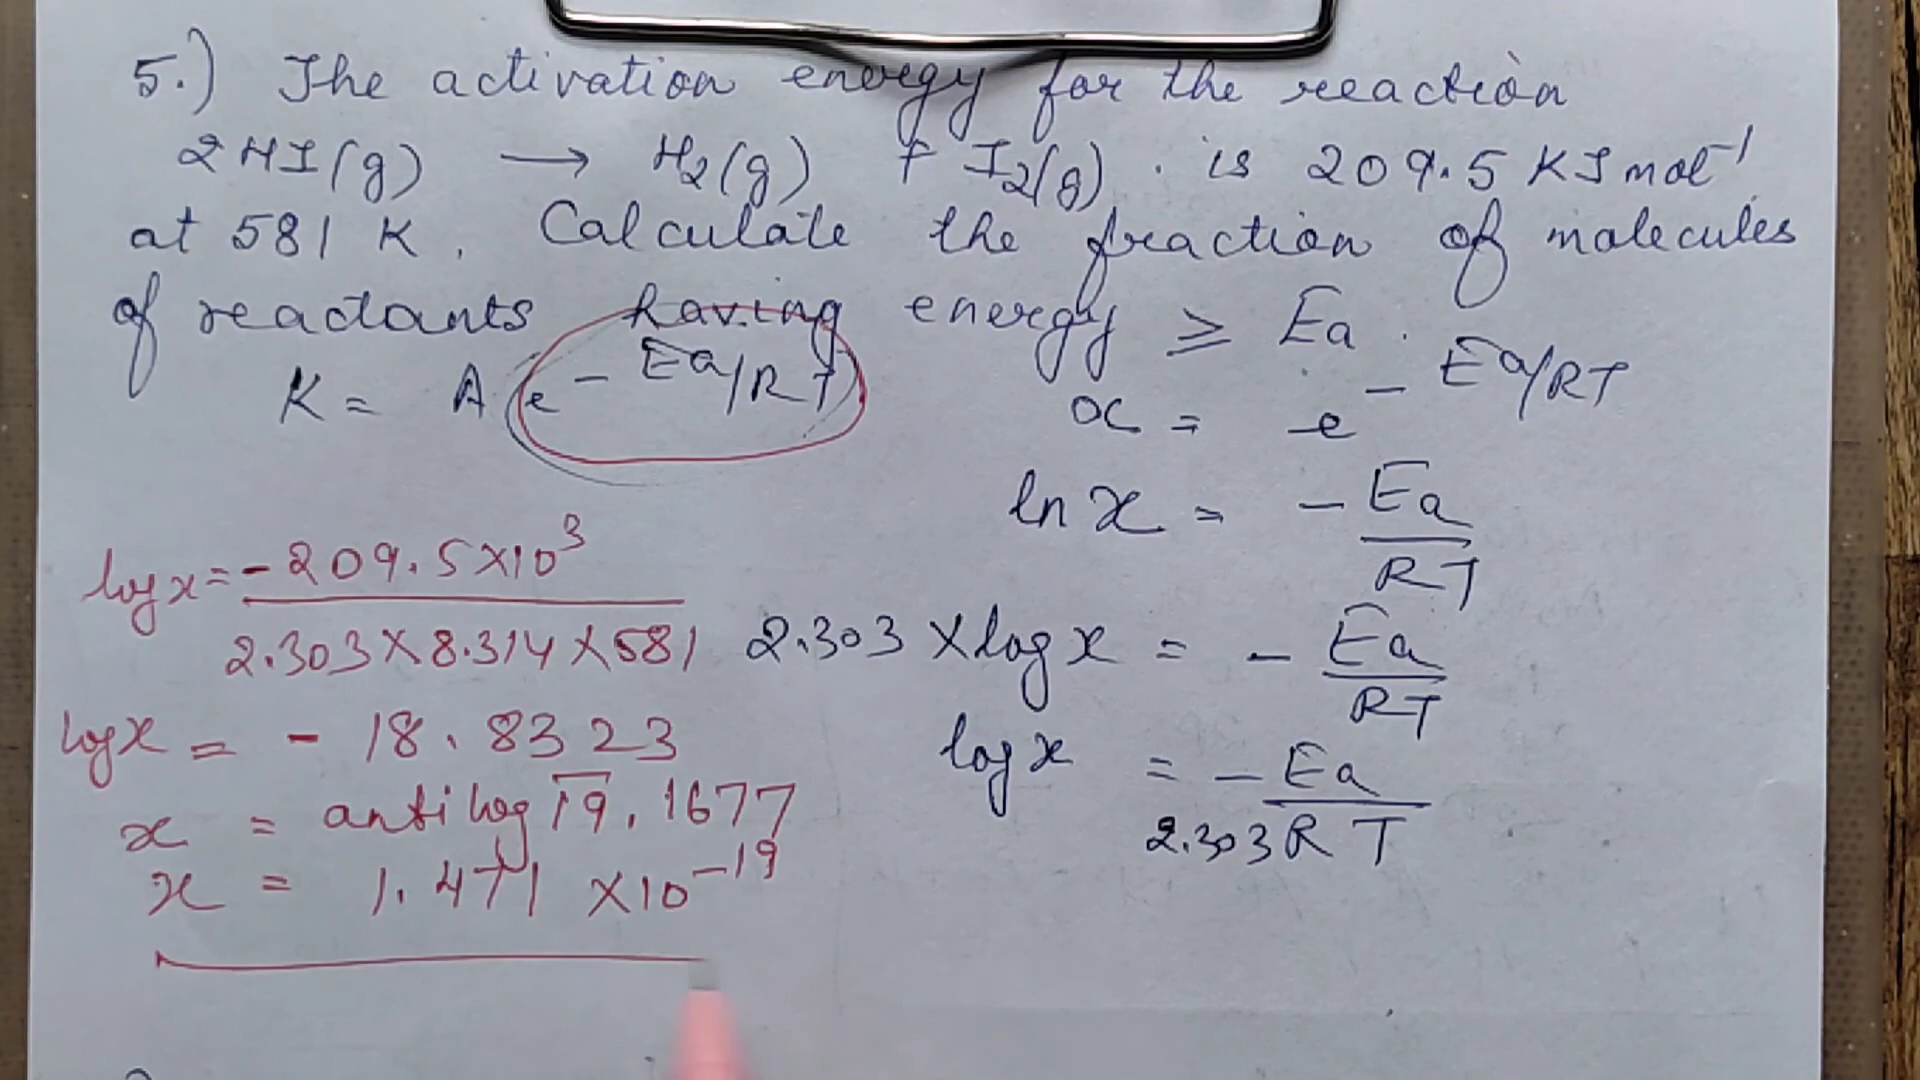 5.) The activation energy for the reaction
2HI(g) → H₂(g) + I₂(g). is 209.5 KJ mol⁻¹
at 581 K. Calculate the fraction of molecules
of reactants having energy ≥ Ea.
K = A e^-Ea/RT
x = e^-Ea/RT
ln x = -Ea/RT
2.303 × log x = -Ea/RT
log x = -Ea/2.303RT
log x = -209.5×10³/2.303×8.314×581
log x = -18.8323
x = antilog 1̅9̅.1677
x = 1.471 ×10⁻¹⁹